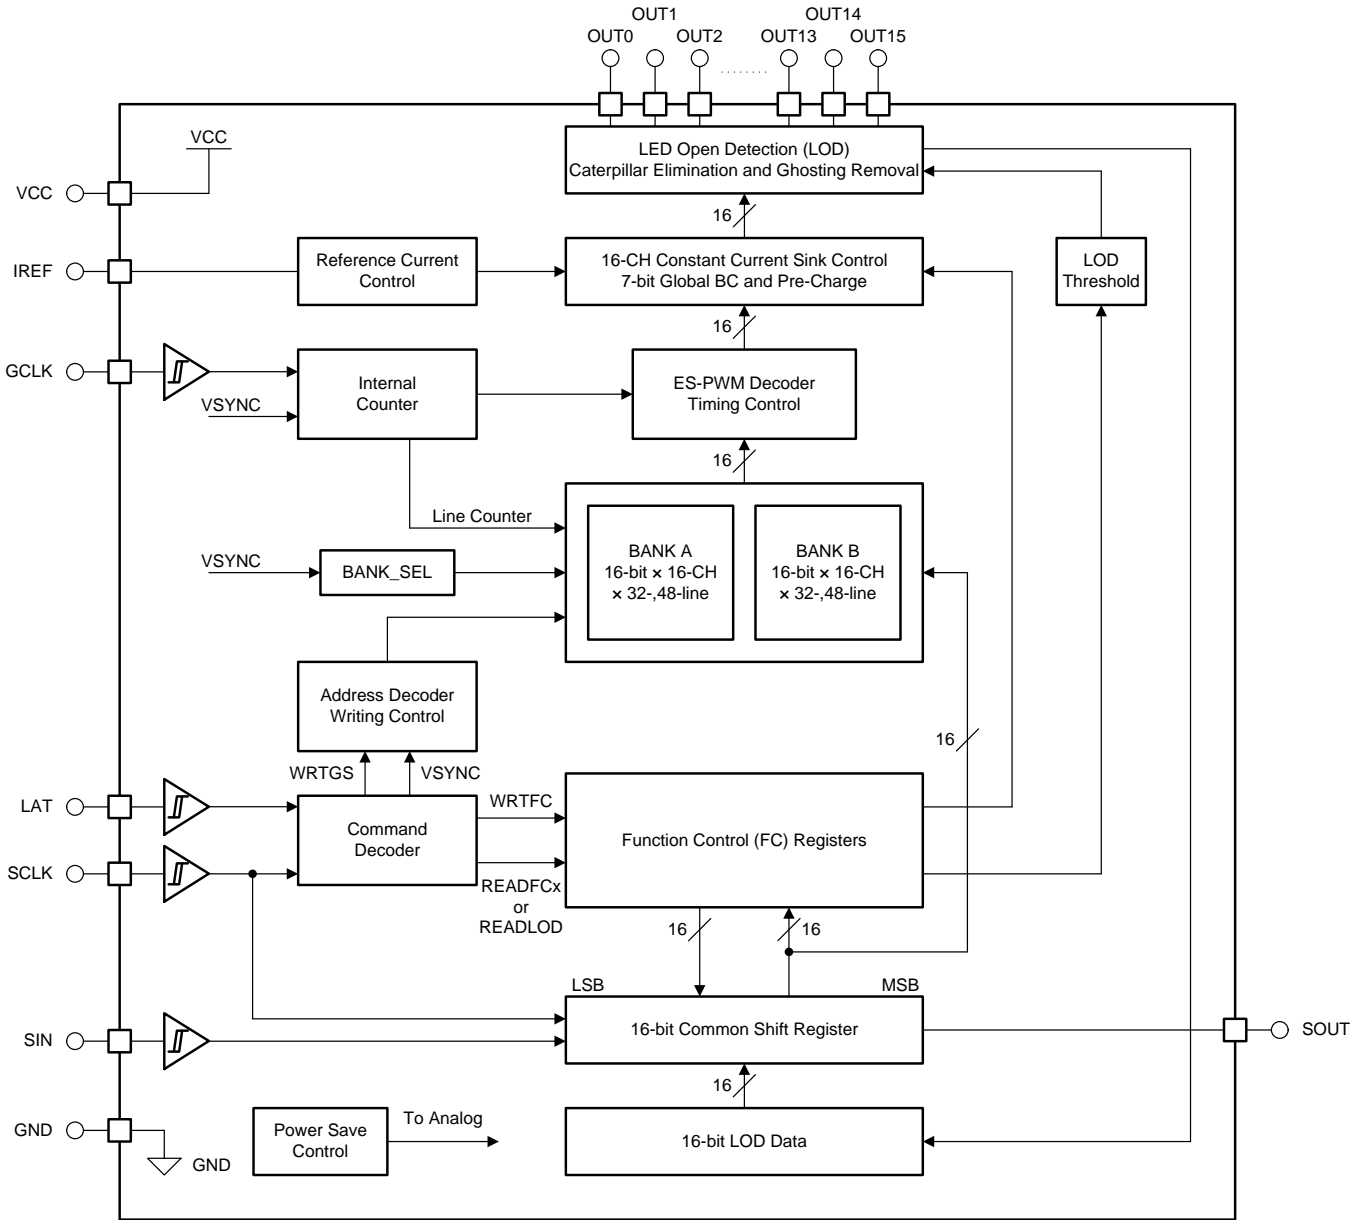 OUT1
OUT14
OUT0
OUT2
OUT13
OUT15
VCC
LED Open Detection (LOD)
Caterpillar Elimination and Ghosting Removal
VCC
16
IREF
Reference Current
Control
16-CH Constant Current Sink Control
7-bit Global BC and Pre-Charge
LOD
Threshold
16
GCLK
VSYNC
Internal
Counter
ES-PWM Decoder
Timing Control
16
Line Counter
VSYNC
BANK_SEL
BANK A
16-bit × 16-CH
× 32-,48-line
BANK B
16-bit × 16-CH
× 32-,48-line
Address Decoder
Writing Control
16
WRTGS
VSYNC
LAT
SCLK
Command
Decoder
WRTFC
READFCx
or
READLOD
Function Control (FC) Registers
16
16
LSB
MSB
SIN
16-bit Common Shift Register
SOUT
16
GND
GND
Power Save
Control
To Analog
16-bit LOD Data